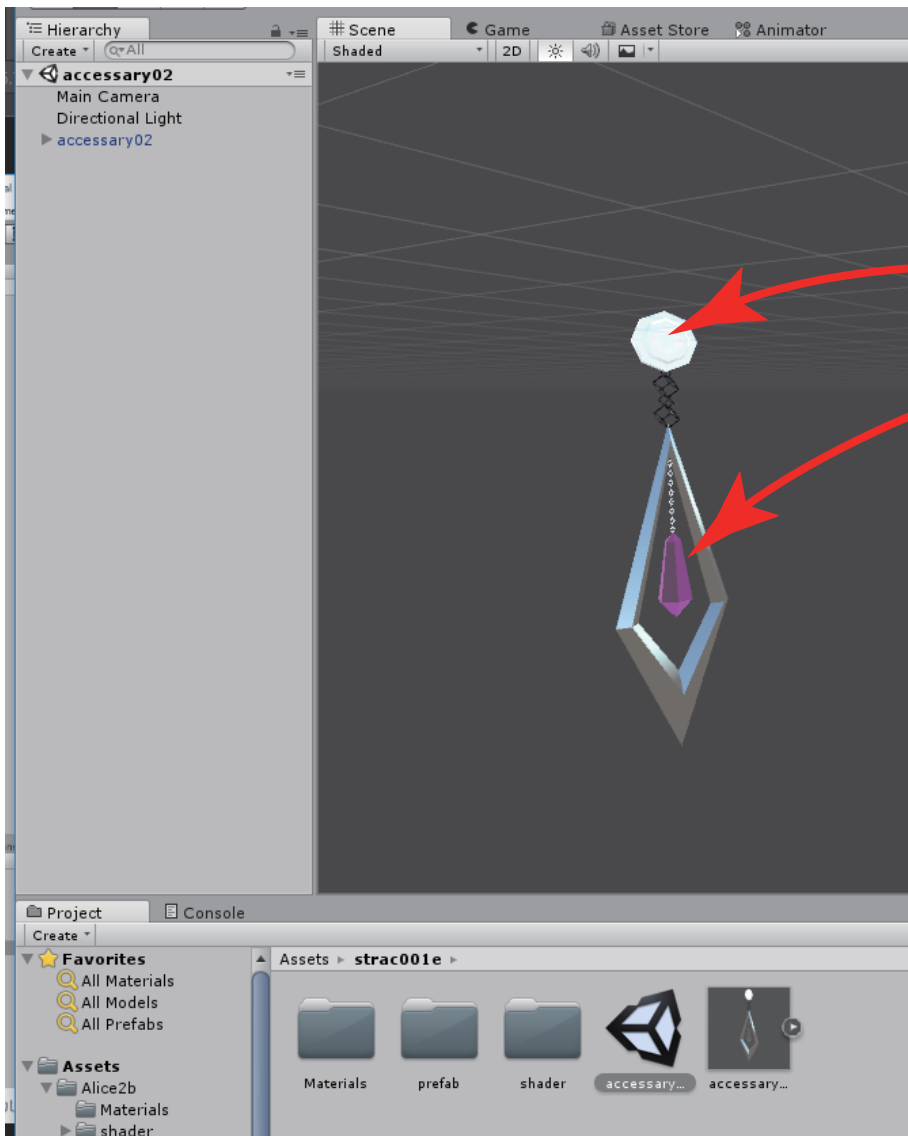 Hierarchy
Create All
accessary02
Main Camera
Directional Light
accessary02
Scene Game Asset Store Animator
Shaded 2D
Project Console
Create
Favorites
All Materials
All Models
All Prefabs
Assets
Alice2b
Materials
shader
Assets strac001e
Materials prefab shader accessary... accessary...